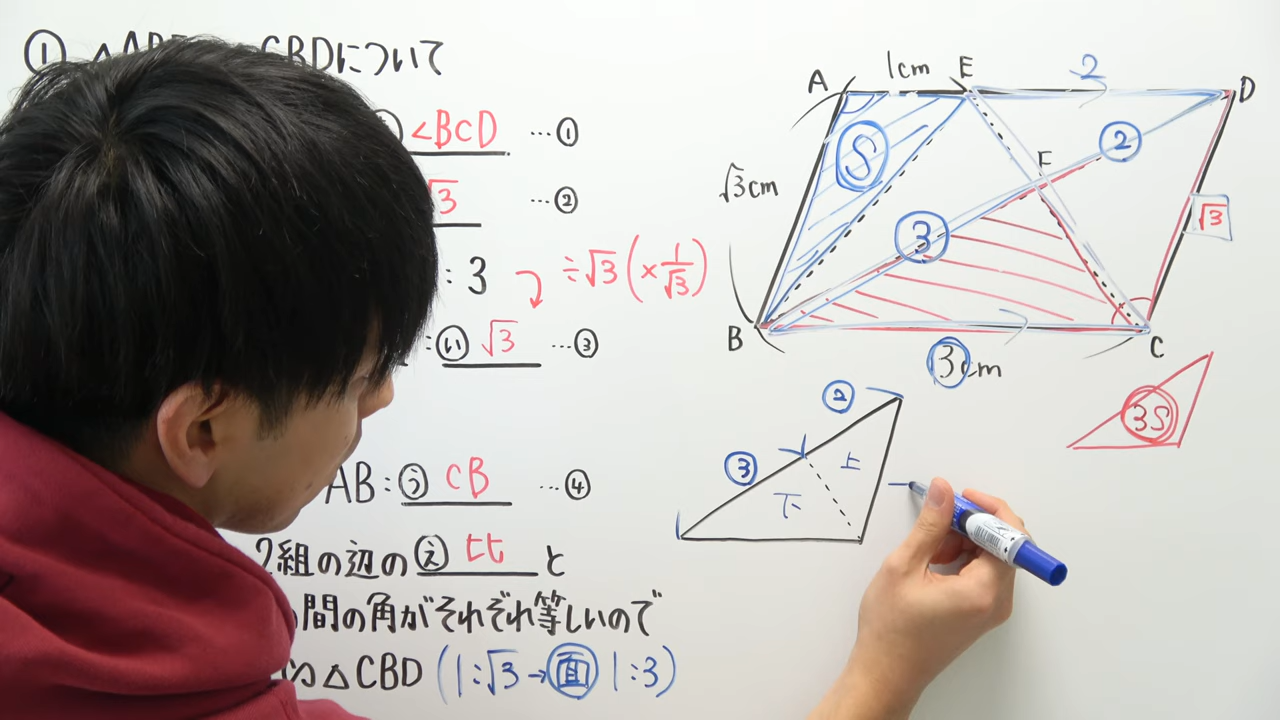 ① △AB CBDについて
∠BCD …①
√3 …②
: 3 ÷√3(×1/√3)
:㋑ √3 …③
AB:㋒ CB …④
2組の辺の㋓ 比 と
間の角がそれぞれ等しいので
∽△CBD (1:√3→面 1:3)
A 1cm E 2 D
S ② F
√3cm ③ √3
B 3cm C
② 3S
③ 上
下